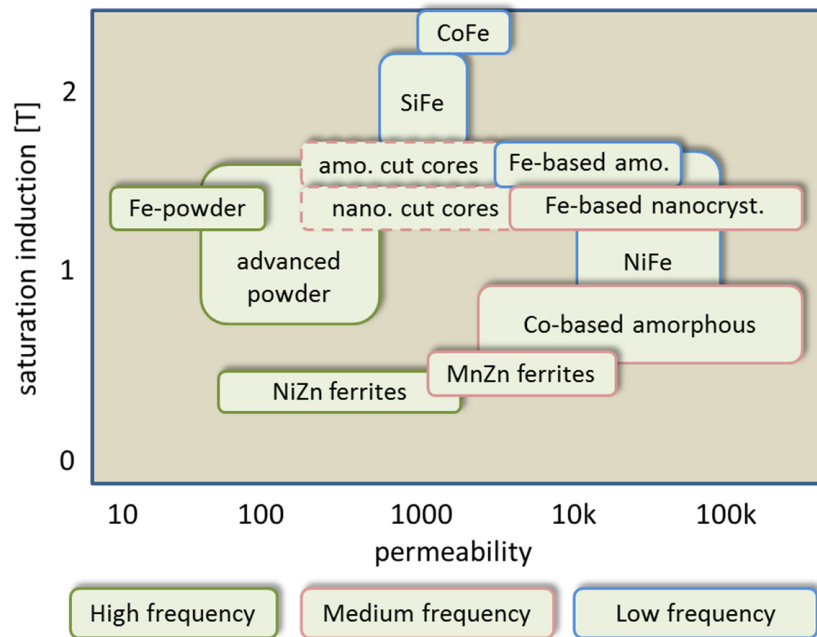 CoFe
2
SiFe
amo. cut cores
Fe-based amo.
Fe-powder
nano. cut cores
Fe-based nanocryst.
saturation induction [T]
1
advanced
powder
NiFe
Co-based amorphous
MnZn ferrites
NiZn ferrites
0
10
100
1000
10k
100k
permeability
High frequency
Medium frequency
Low frequency